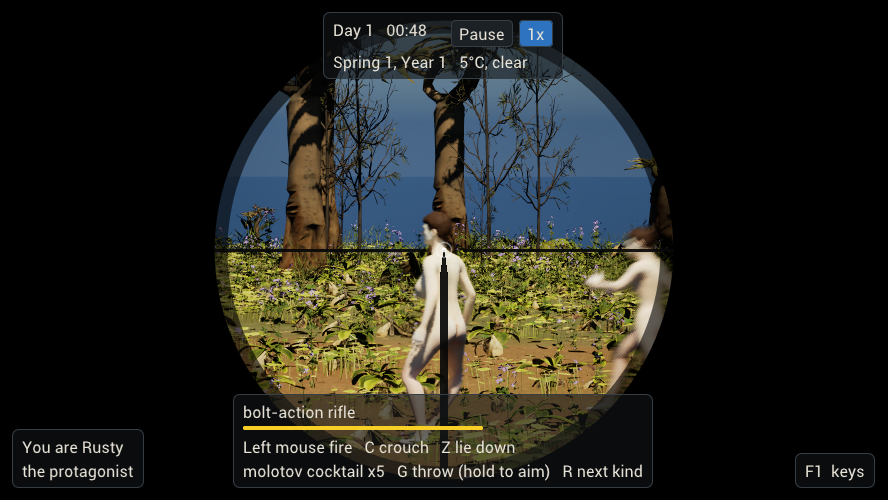 Day 1 00:48 Pause 1x
Spring 1, Year 1 5°C, clear
bolt-action rifle
Left mouse fire C crouch Z lie down
molotov cocktail x5 G throw (hold to aim) R next kind
You are Rusty
the protagonist
F1 keys